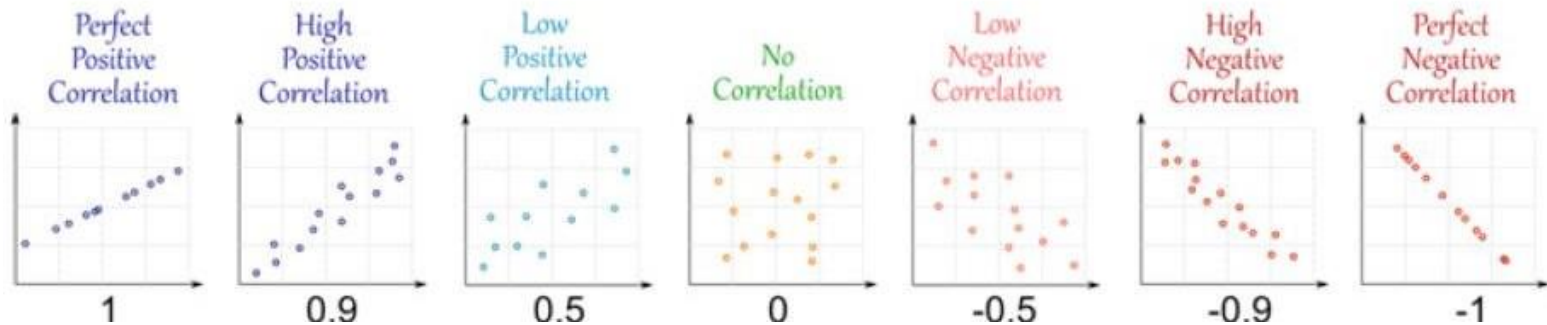 Perfect
Positive
Correlation
High
Positive
Correlation
Low
Positive
Correlation
No
Correlation
Low
Negative
Correlation
High
Negative
Correlation
Perfect
Negative
Correlation
1
0.9
0.5
0
-0.5
-0.9
-1